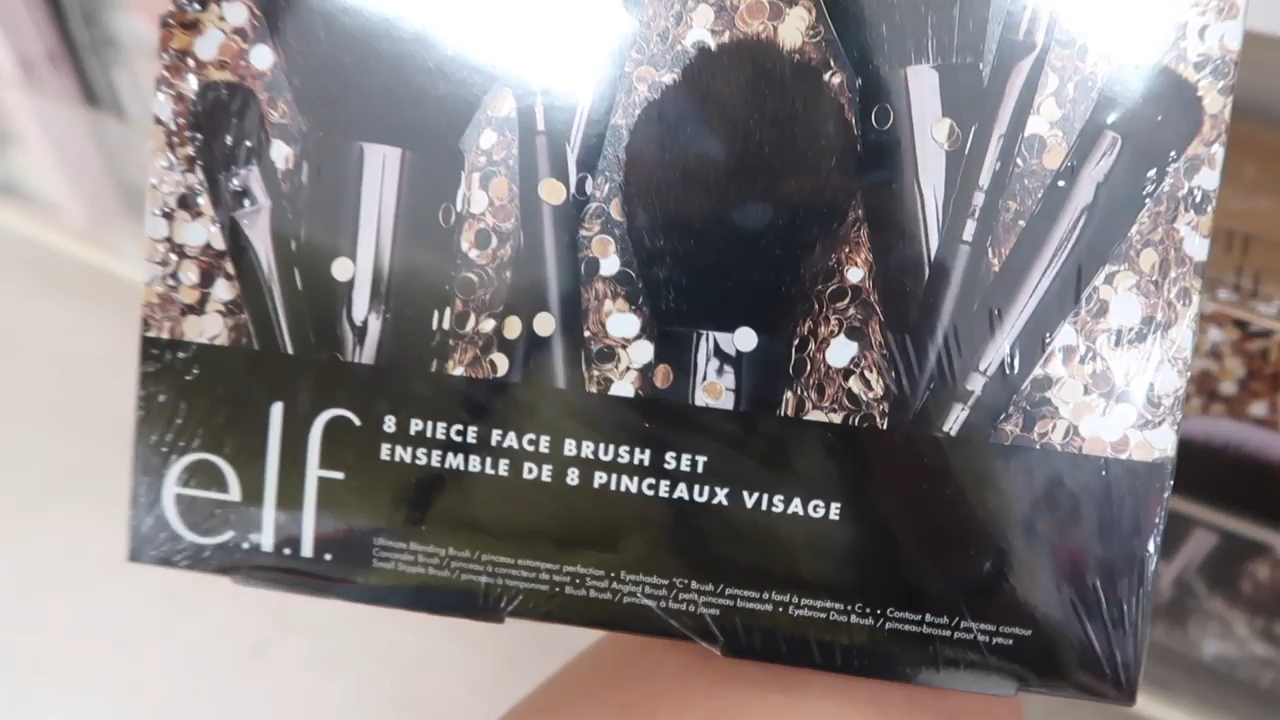 e.l.f.
8 PIECE FACE BRUSH SET
ENSEMBLE DE 8 PINCEAUX VISAGE
Ultimate Blending Brush / pinceau estompeur perfection • Eyeshadow "C" Brush / pinceau à fard à paupières « C » • Contour Brush / pinceau contour
Concealer Brush / pinceau à correcteur de teint • Small Angled Brush / petit pinceau biseauté • Eyebrow Duo Brush / pinceau-brosse pour les yeux
Small Stipple Brush / pinceau à tamponner • Blush Brush / pinceau à fard à joues